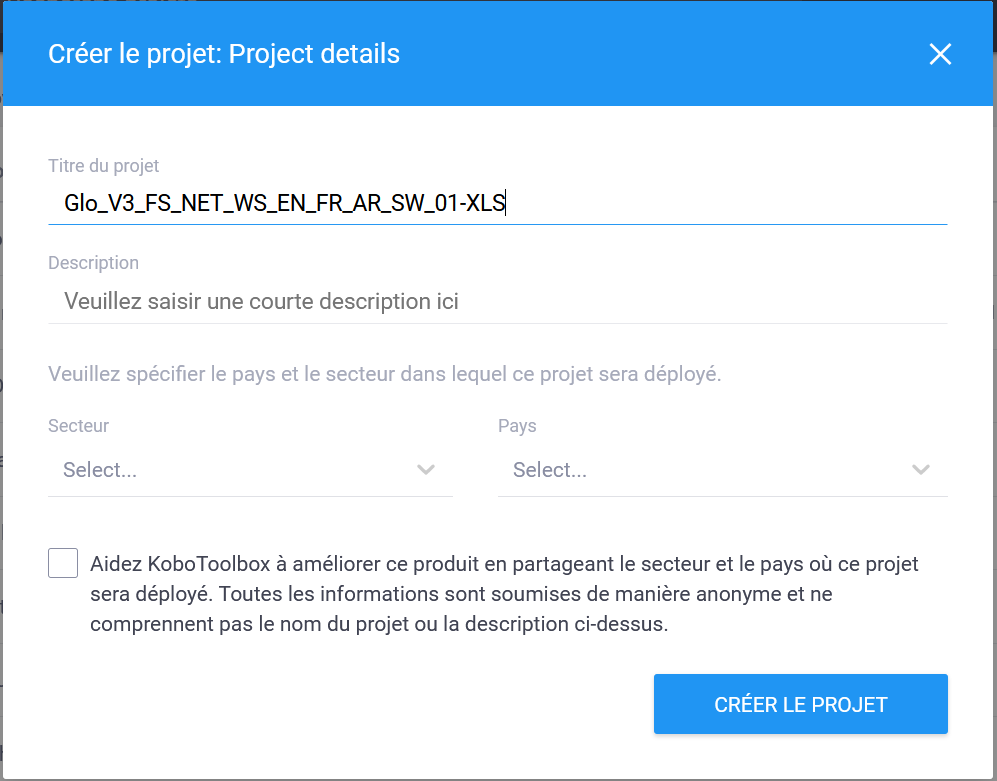 Créer le projet: Project details
Titre du projet
Glo_V3_FS_NET_WS_EN_FR_AR_SW_01-XLS
Description
Veuillez saisir une courte description ici
Veuillez spécifier le pays et le secteur dans lequel ce projet sera déployé.
Secteur
Pays
Select...
Select...
Aidez KoboToolbox à améliorer ce produit en partageant le secteur et le pays où ce projet
sera déployé. Toutes les informations sont soumises de manière anonyme et ne
comprennent pas le nom du projet ou la description ci-dessus.
CRÉER LE PROJET